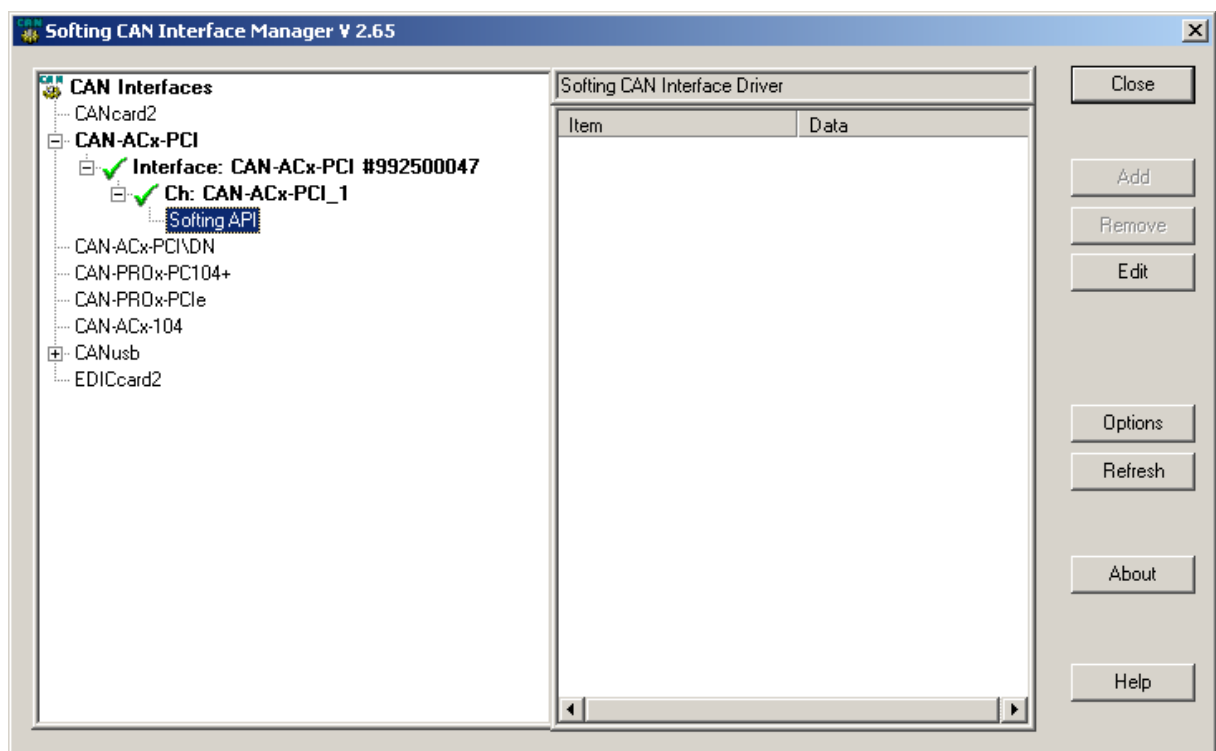 Softing CAN Interface Manager V 2.65
CAN Interfaces
CANcard2
CAN-ACx-PCI
Interface: CAN-ACx-PCI #992500047
Ch: CAN-ACx-PCI_1
Softing API
CAN-ACx-PCI\DN
CAN-PROx-PC104+
CAN-PROx-PCIe
CAN-ACx-104
CANusb
EDICcard2
Softing CAN Interface Driver
Item Data
Close
Add
Remove
Edit
Options
Refresh
About
Help